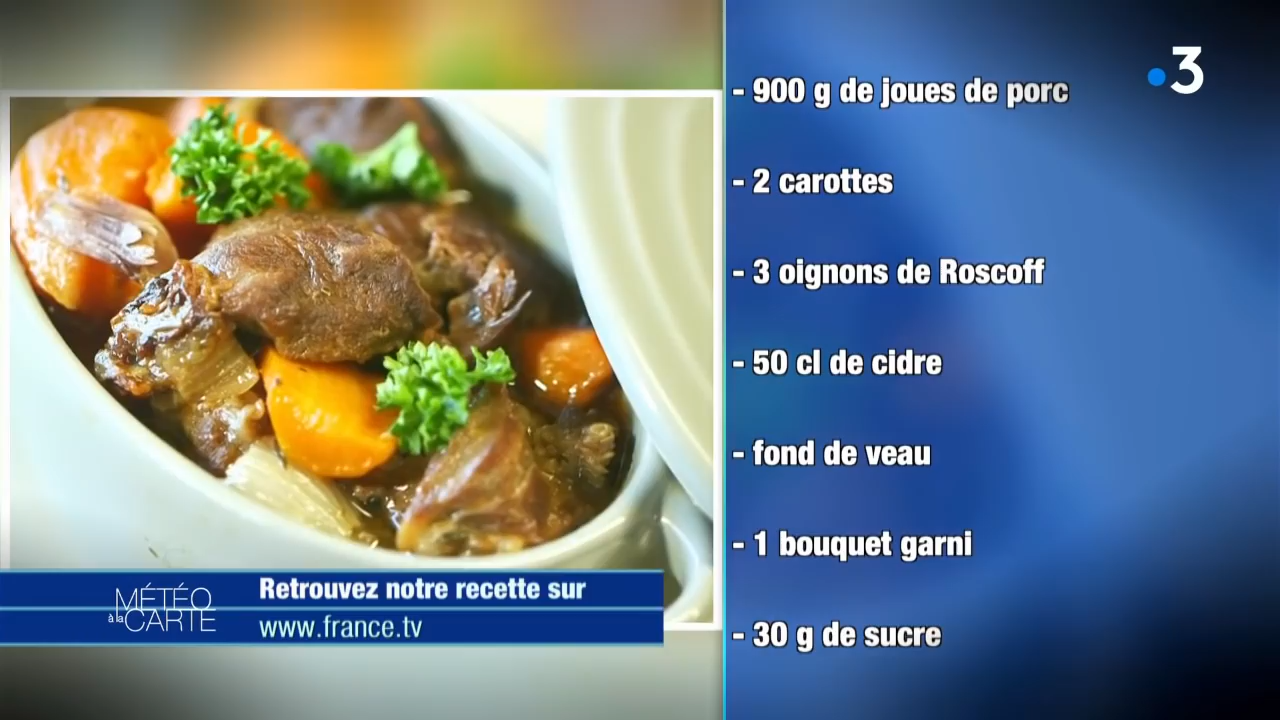 3
- 900 g de joues de porc
- 2 carottes
- 3 oignons de Roscoff
- 50 cl de cidre
- fond de veau
- 1 bouquet garni
- 30 g de sucre
MÉTÉO
à la CARTE
Retrouvez notre recette sur
www.france.tv